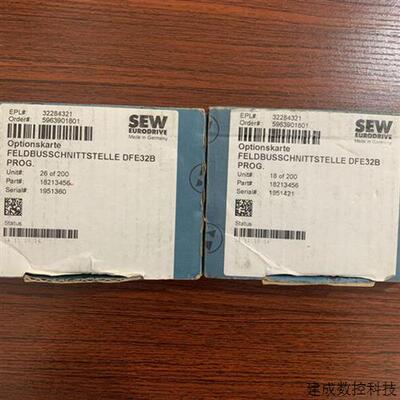 EPL#: 32284321
Order#: 5963901801
SEW
EURODRIVE
Made in Germany
Optionskarte
FELDBUSSCHNITTSTELLE DFE32B
PROG.
Unit#: 26 of 200
Part#: 18213456
Serial#: 1951360
Status
EPL#: 32284321
Order#: 5963901801
SEW
EURODRIVE
Made in Germany
Optionskarte
FELDBUSSCHNITTSTELLE DFE32B
PROG.
Unit#: 18 of 200
Part#: 18213456
Serial#: 1951421
Status
建成数控科技